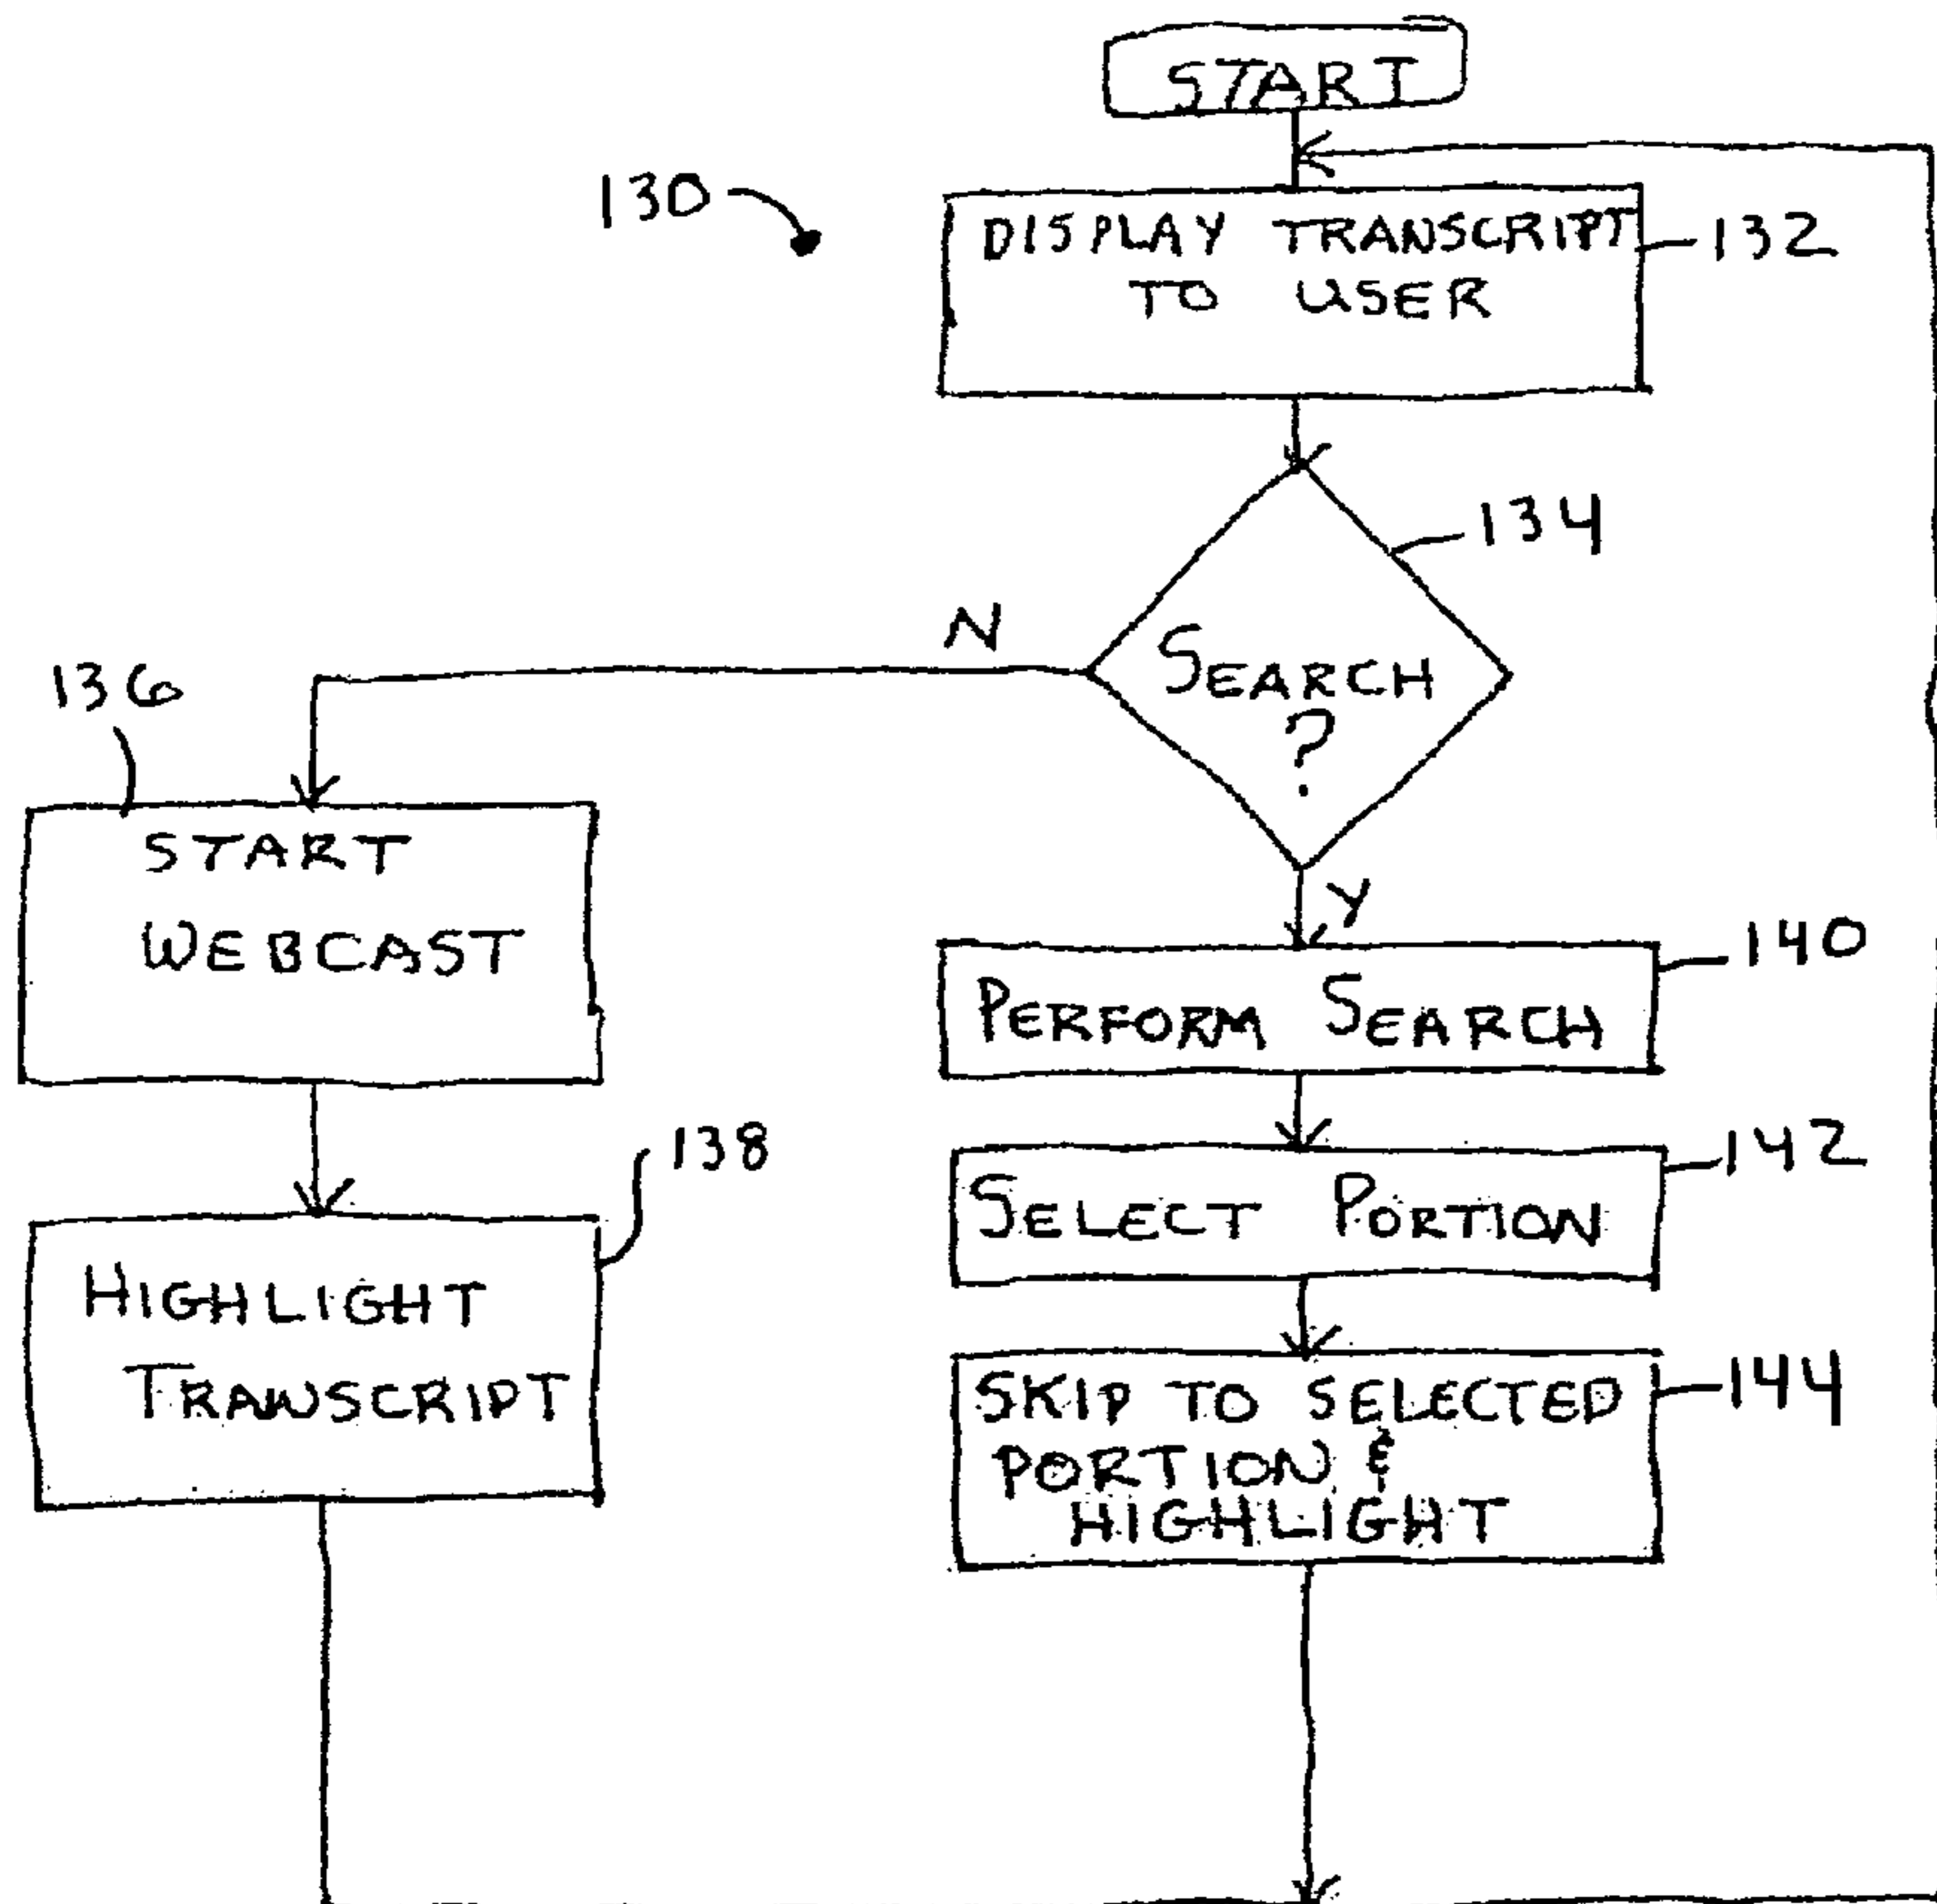 START
130
DISPLAY TRANSCRIPT
TO USER
132
134
N
SEARCH
?
136
START
WEBCAST
Y
140
PERFORM SEARCH
138
142
SELECT PORTION
HIGHLIGHT
TRANSCRIPT
144
SKIP TO SELECTED
PORTION &
HIGHLIGHT